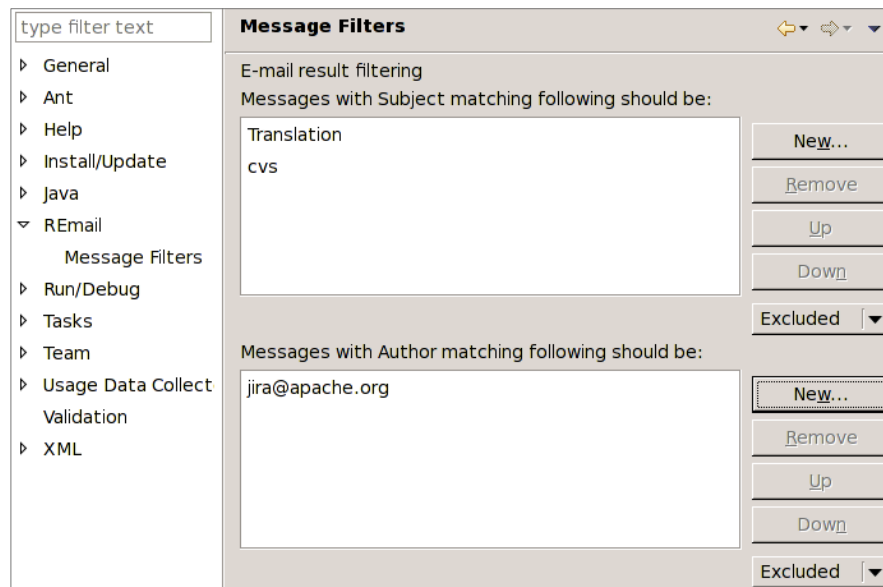 type filter text
General
Ant
Help
Install/Update
Java
REmail
Message Filters
Run/Debug
Tasks
Team
Usage Data Collect
Validation
XML
Message Filters
E-mail result filtering
Messages with Subject matching following should be:
Translation
cvs
New...
Remove
Up
Down
Excluded
Messages with Author matching following should be:
jira@apache.org
New...
Remove
Up
Down
Excluded